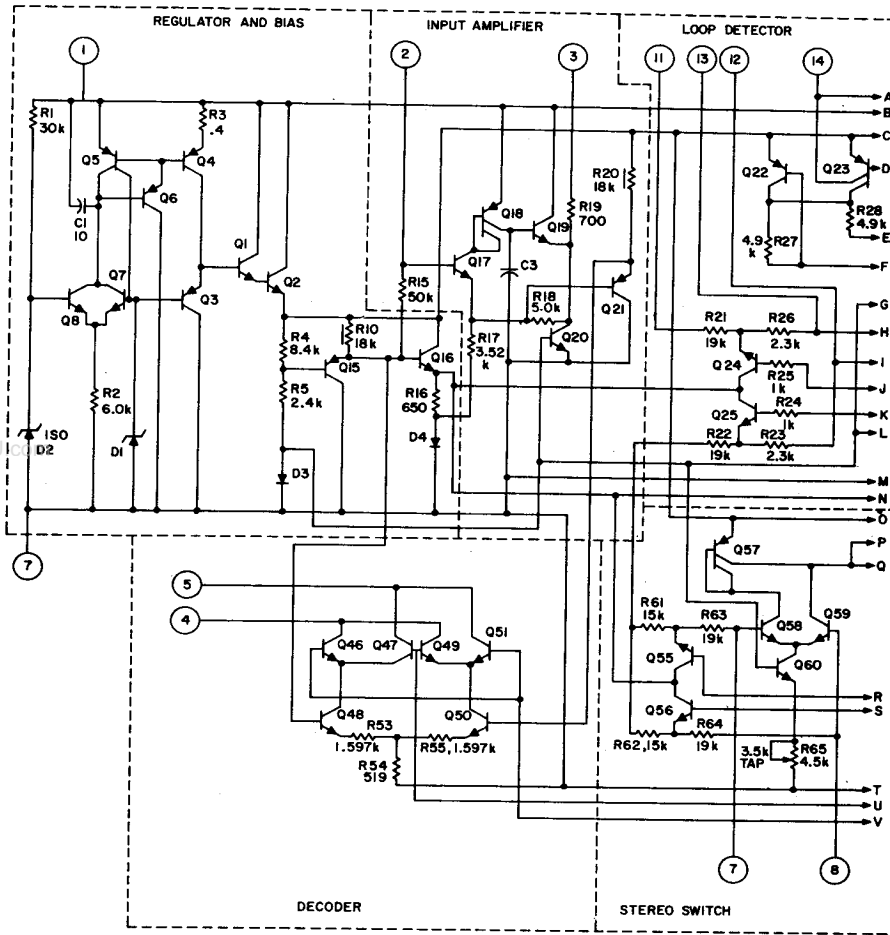 REGULATOR AND BIAS
INPUT AMPLIFIER
LOOP DETECTOR
1
2
3
11
13
12
14
A
B
C
D
E
F
G
H
I
J
K
L
M
N
O
P
Q
R
S
T
U
V
R1
30k
R3
.4
Q5
Q4
Q6
C1
10
Q7
Q8
Q3
Q1
Q2
R2
6.0k
ISO
D2
D1
R4
8.4k
R5
2.4k
R10
18k
Q15
D3
7
R15
50k
Q16
R16
650
D4
Q17
Q18
Q19
C3
R17
3.52
k
R18
5.0k
Q20
R19
700
R20
18k
Q21
Q22
Q23
R28
4.9k
4.9
k
R27
R21
19k
R26
2.3k
Q24
R25
1k
R24
1k
Q25
R22
19k
R23
2.3k
5
4
Q46
Q47
Q49
Q51
Q48
Q50
R53
1.597k
R55, 1.597k
R54
519
DECODER
Q57
R61
15k
R63
19k
Q58
Q59
Q55
Q60
Q56
R62, 15k
R64
19k
3.5k
TAP
R65
4.5k
7
8
STEREO SWITCH